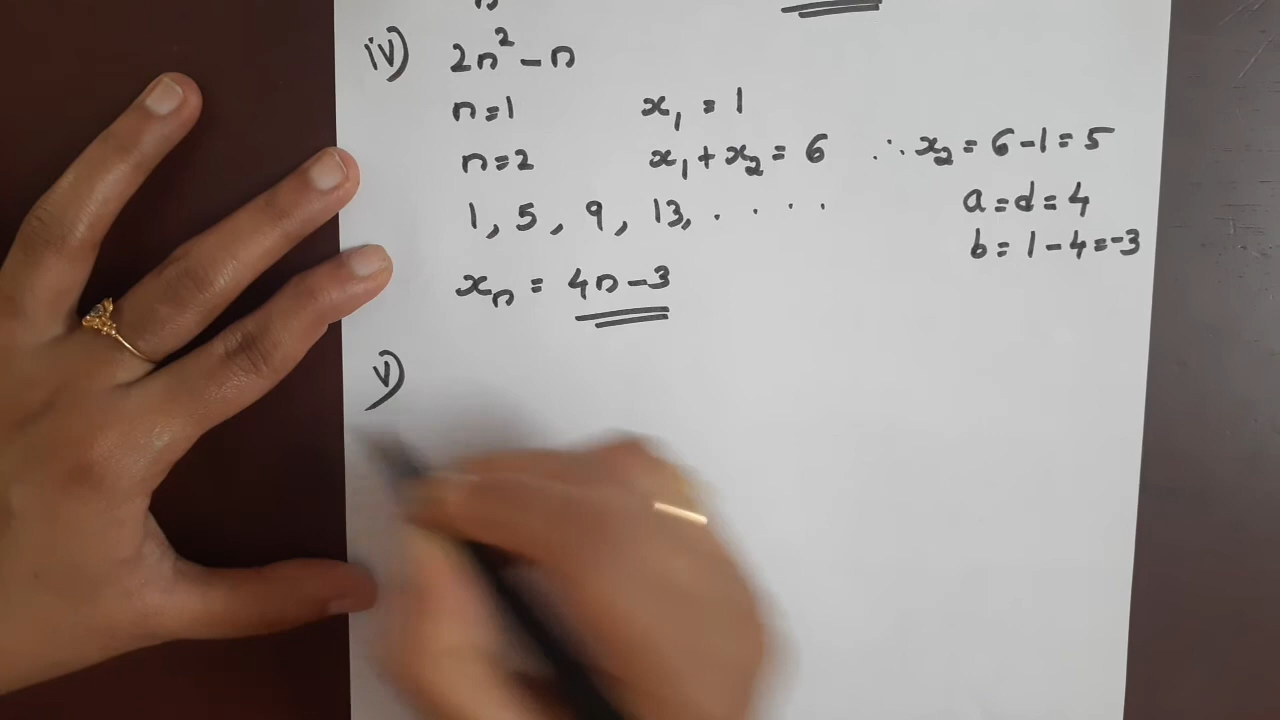 iv) 2n² - n
n = 1 x₁ = 1
n = 2 x₁ + x₂ = 6 ∴ x₂ = 6 - 1 = 5
1, 5, 9, 13, . . . . a = d = 4
b = 1 - 4 = -3
xₙ = 4n - 3
v)